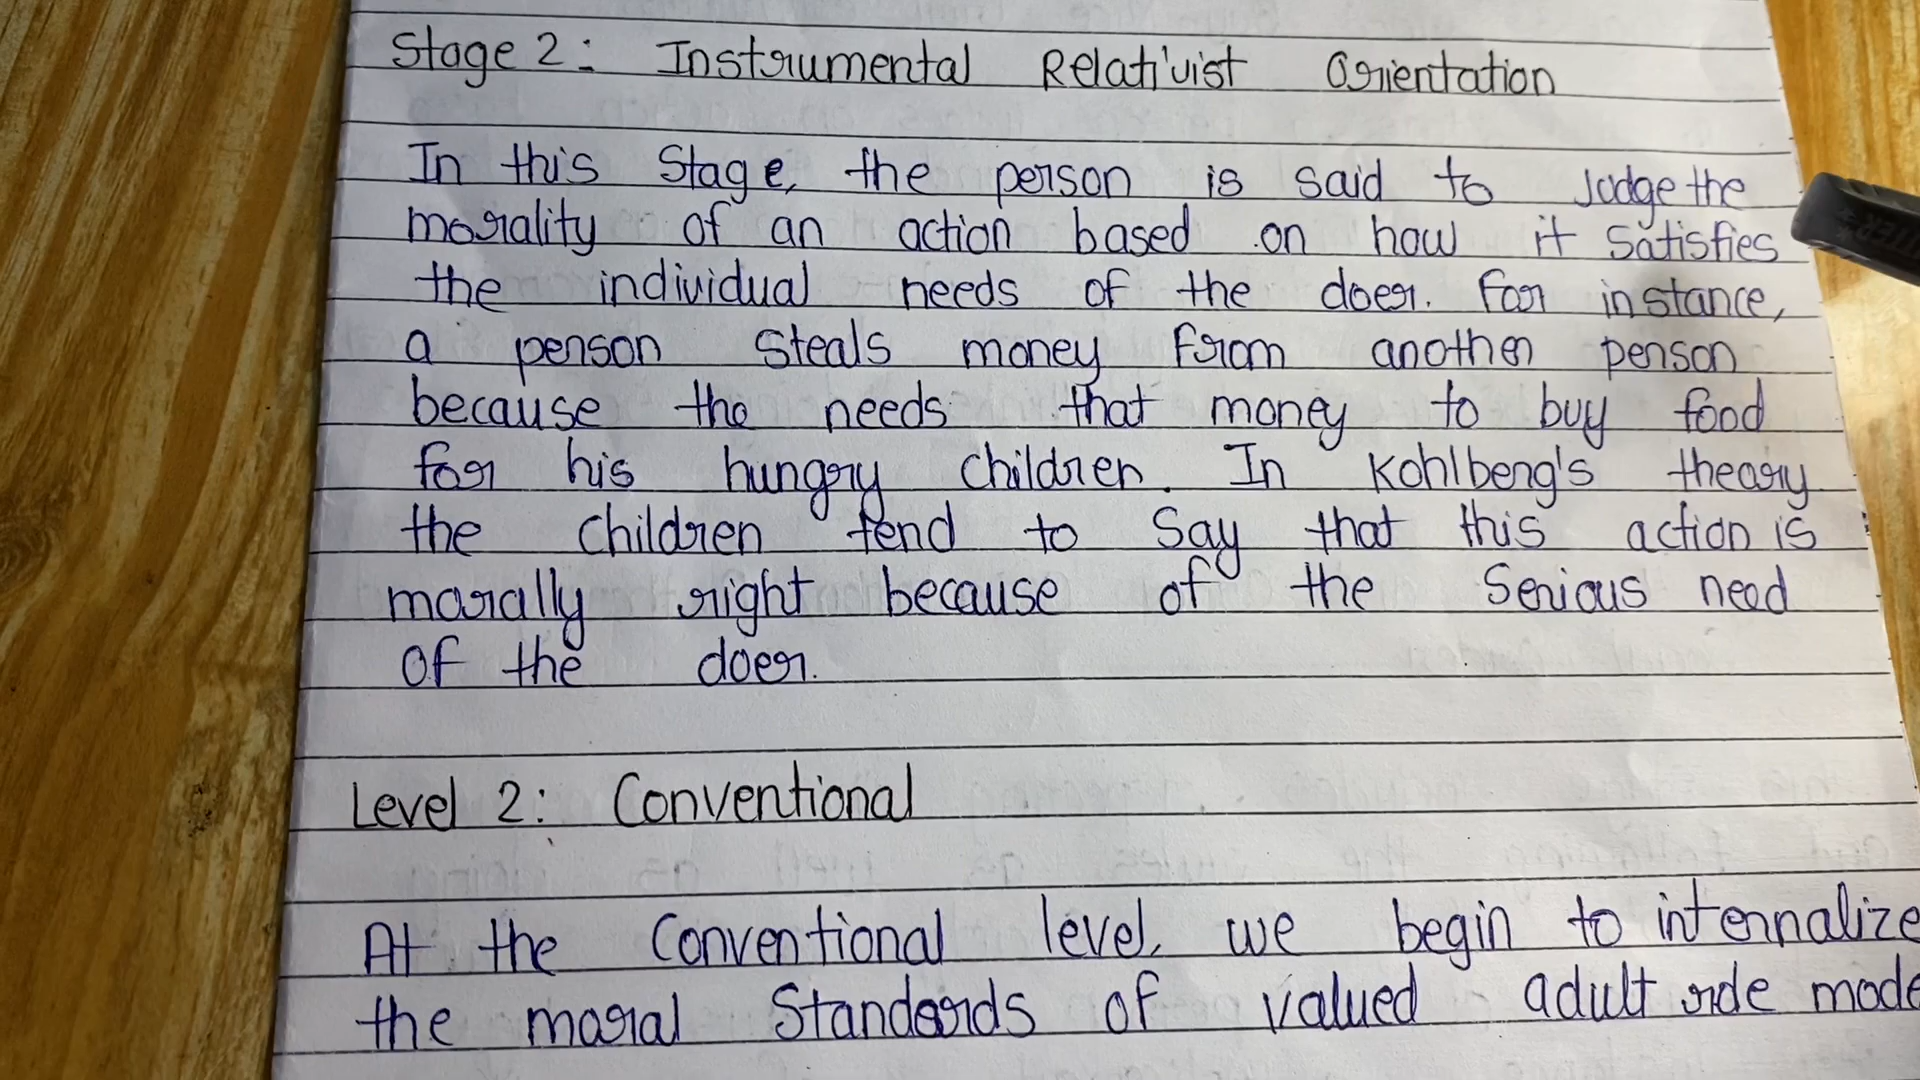 Stage 2: Instrumental Relativist Orientation
In this Stage, the person is said to Judge the
morality of an action based on how it Satisfies
the individual needs of the doer. For instance,
a person steals money from another person
because the needs that money to buy food
for his hungry children. In Kohlberg's theory
the children tend to Say that this action is
morally right because of the Serious need
of the doer.
Level 2: Conventional
At the Conventional level, we begin to internalize
the moral Standards of valued adult role mode